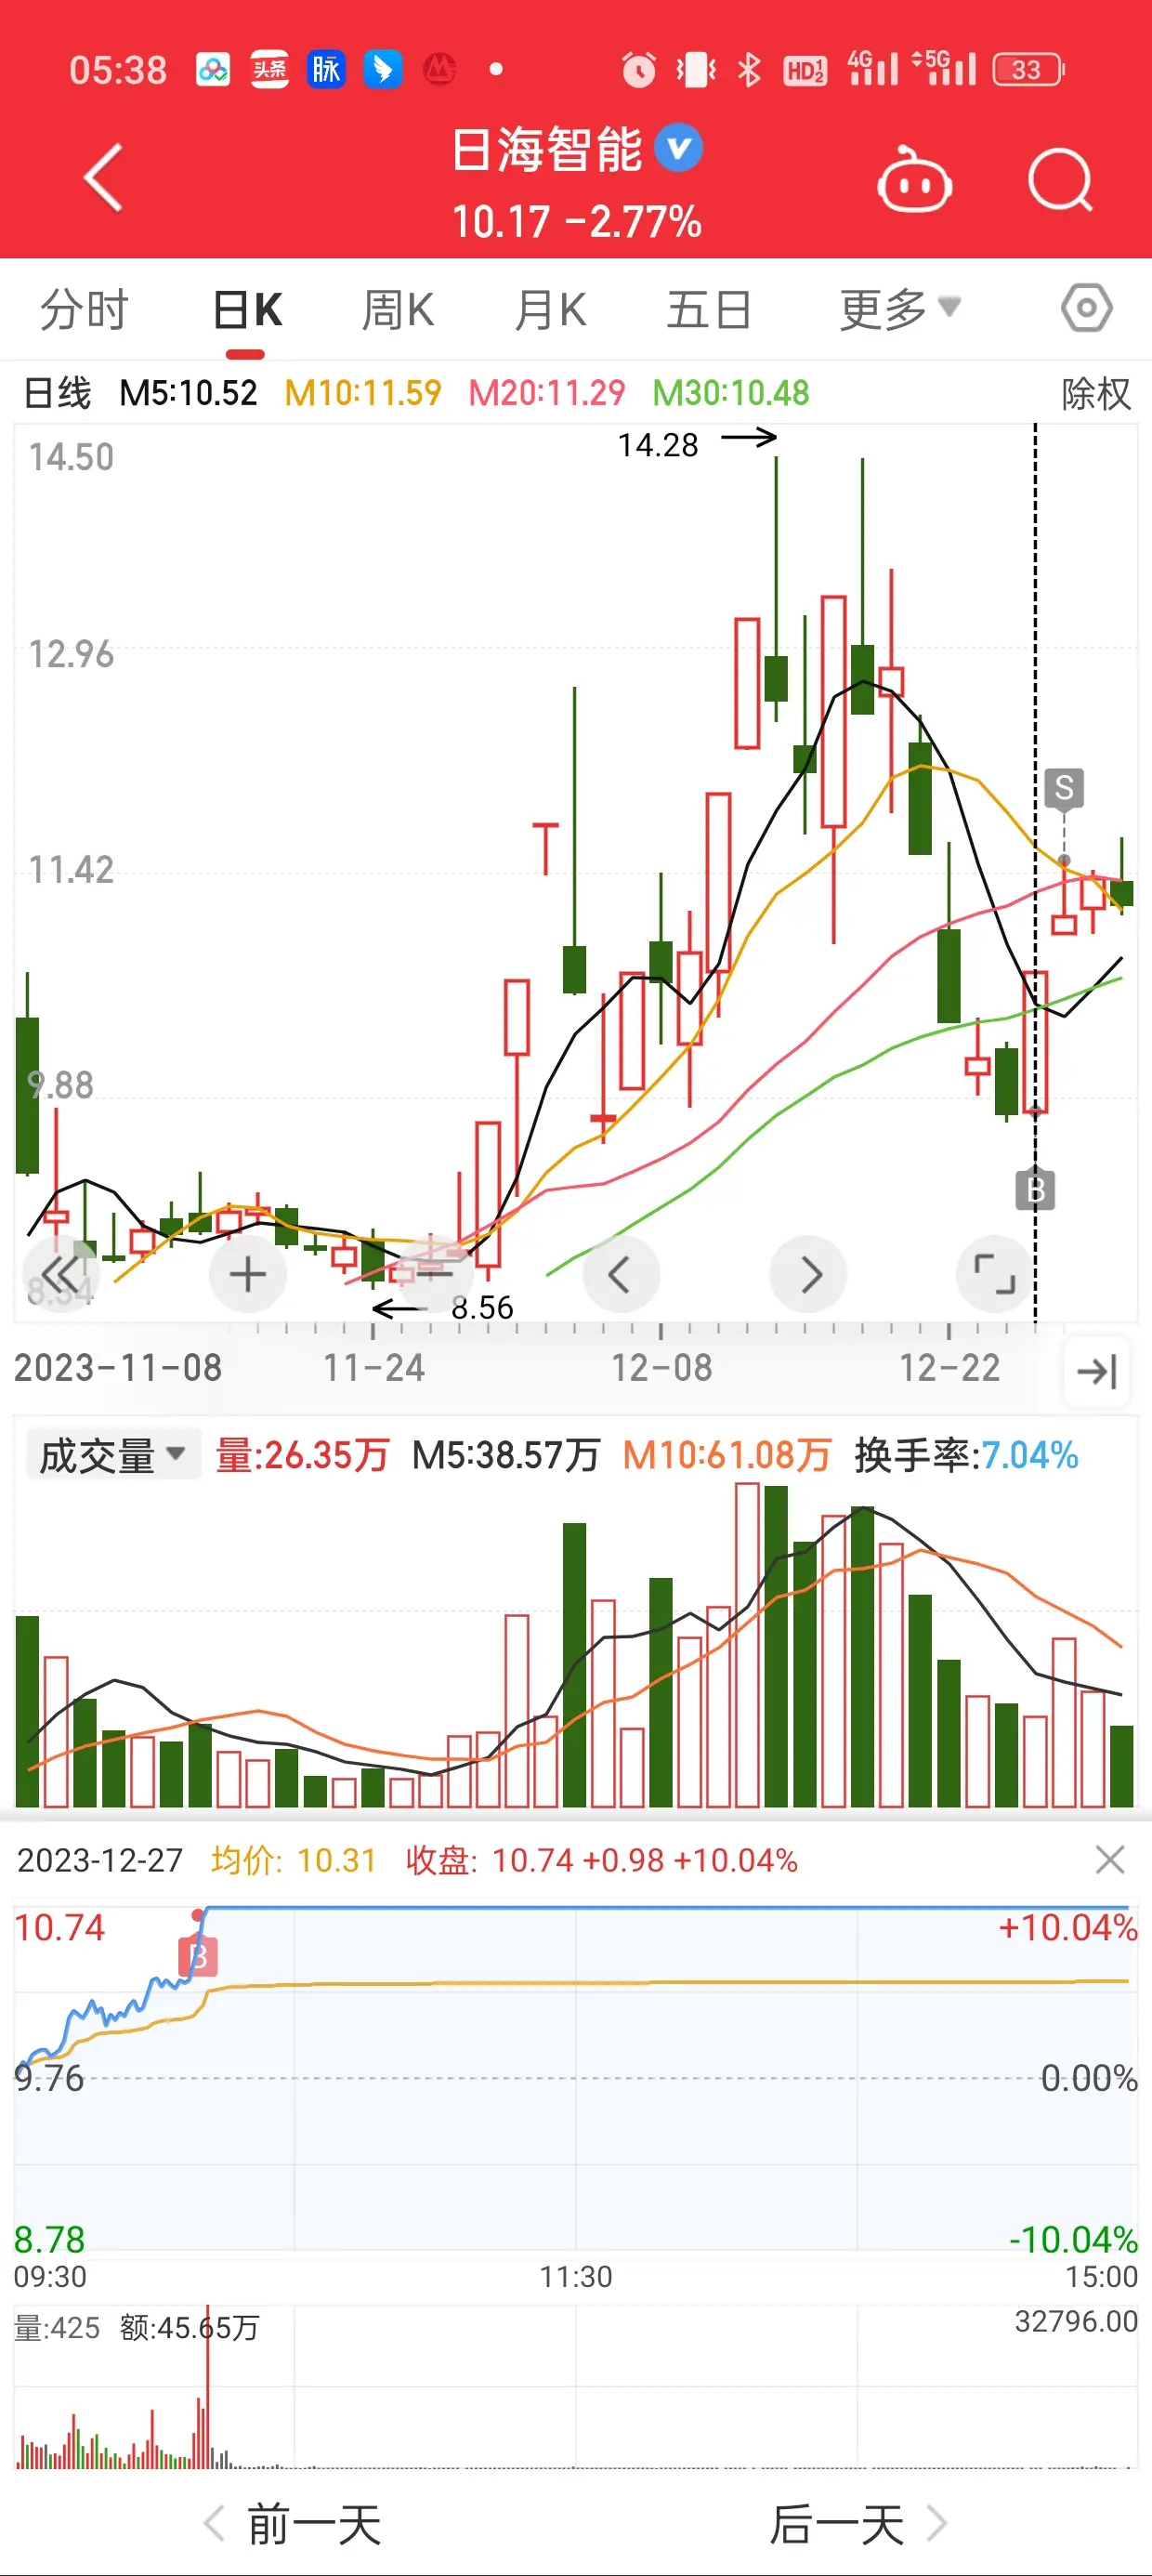 05:38 头条 脉 HD12 4G 5G 33
日海智能
10.17 -2.77%
分时 日K 周K 月K 五日 更多
日线 M5:10.52 M10:11.59 M20:11.29 M30:10.48 除权
14.50
14.28
12.96
S
11.42
9.88
B
8.34
8.56
2023-11-08 11-24 12-08 12-22
成交量 量:26.35万 M5:38.57万 M10:61.08万 换手率:7.04%
2023-12-27 均价: 10.31 收盘: 10.74 +0.98 +10.04%
10.74 +10.04%
B
9.76 0.00%
8.78 -10.04%
09:30 11:30 15:00
量:425 额:45.65万 32796.00
前一天 后一天